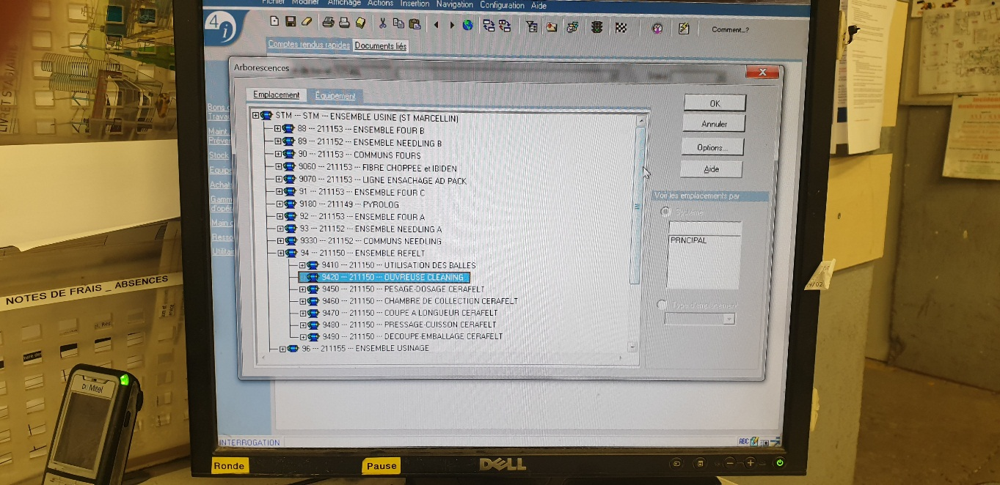 Fichier Modifier Affichage Actions Insertion Navigation Configuration Aide
4i
Comment...?
Comptes rendus rapides Documents liés
Arborescences
Emplacement Équipement
STM --- STM --- ENSEMBLE USINE (ST MARCELLIN)
88 --- 211153 --- ENSEMBLE FOUR B
89 --- 211152 --- ENSEMBLE NEEDLING B
90 --- 211153 --- COMMUNS FOURS
9060 --- 211153 --- FIBRE CHOPPEE et IBIDEN
9070 --- 211153 --- LIGNE ENSACHAGE AD PACK
91 --- 211153 --- ENSEMBLE FOUR C
9180 --- 211149 --- PYROLOG
92 --- 211153 --- ENSEMBLE FOUR A
93 --- 211152 --- ENSEMBLE NEEDLING A
9330 --- 211152 --- COMMUNS NEEDLING
94 --- 211150 --- ENSEMBLE REFELT
9410 --- 211150 --- UTILISATION DES BALLES
9420 --- 211150 --- OUVREUSE CLEANING
9450 --- 211150 --- PESAGE-DOSAGE CERAFELT
9460 --- 211150 --- CHAMBRE DE COLLECTION CERAFELT
9470 --- 211150 --- COUPE A LONGUEUR CERAFELT
9480 --- 211150 --- PRESSAGE-CUISSON CERAFELT
9490 --- 211150 --- DECOUPE-EMBALLAGE CERAFELT
96 --- 211155 --- ENSEMBLE USINAGE
OK
Annuler
Options...
Aide
Voir les emplacements par
Système
PRNCIPAL
Bons
Travau
Maint
Préve
Stock
Equipe
Achat
Gamm
d'opér
Main
Resso
Utilitai
INTERROGATION
ABC
NOTES DE FRAIS _ ABSENCES
Mitel
Ronde
Pause
DELL